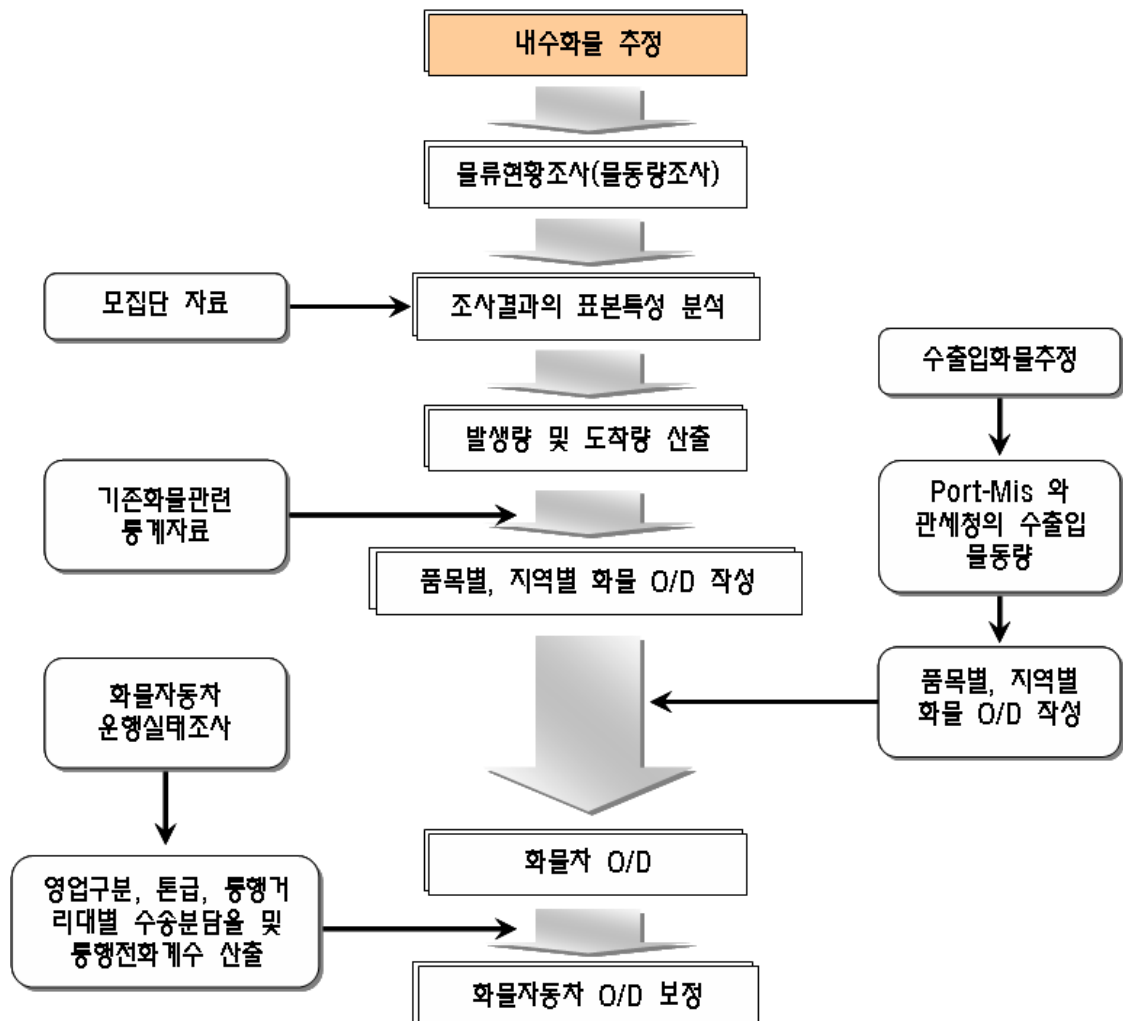 내수화물 추정
물류현황조사(물동량조사)
모집단 자료
조사결과의 표본특성 분석
수출입화물추정
발생량 및 도착량 산출
기존화물관련
통계자료
Port-Mis 와
관세청의 수출입
물동량
품목별, 지역별 화물 O/D 작성
화물자동차
운행실태조사
품목별, 지역별
화물 O/D 작성
화물차 O/D
영업구분, 톤급, 통행거
리대별 수송분담율 및
통행전화계수 산출
화물자동차 O/D 보정